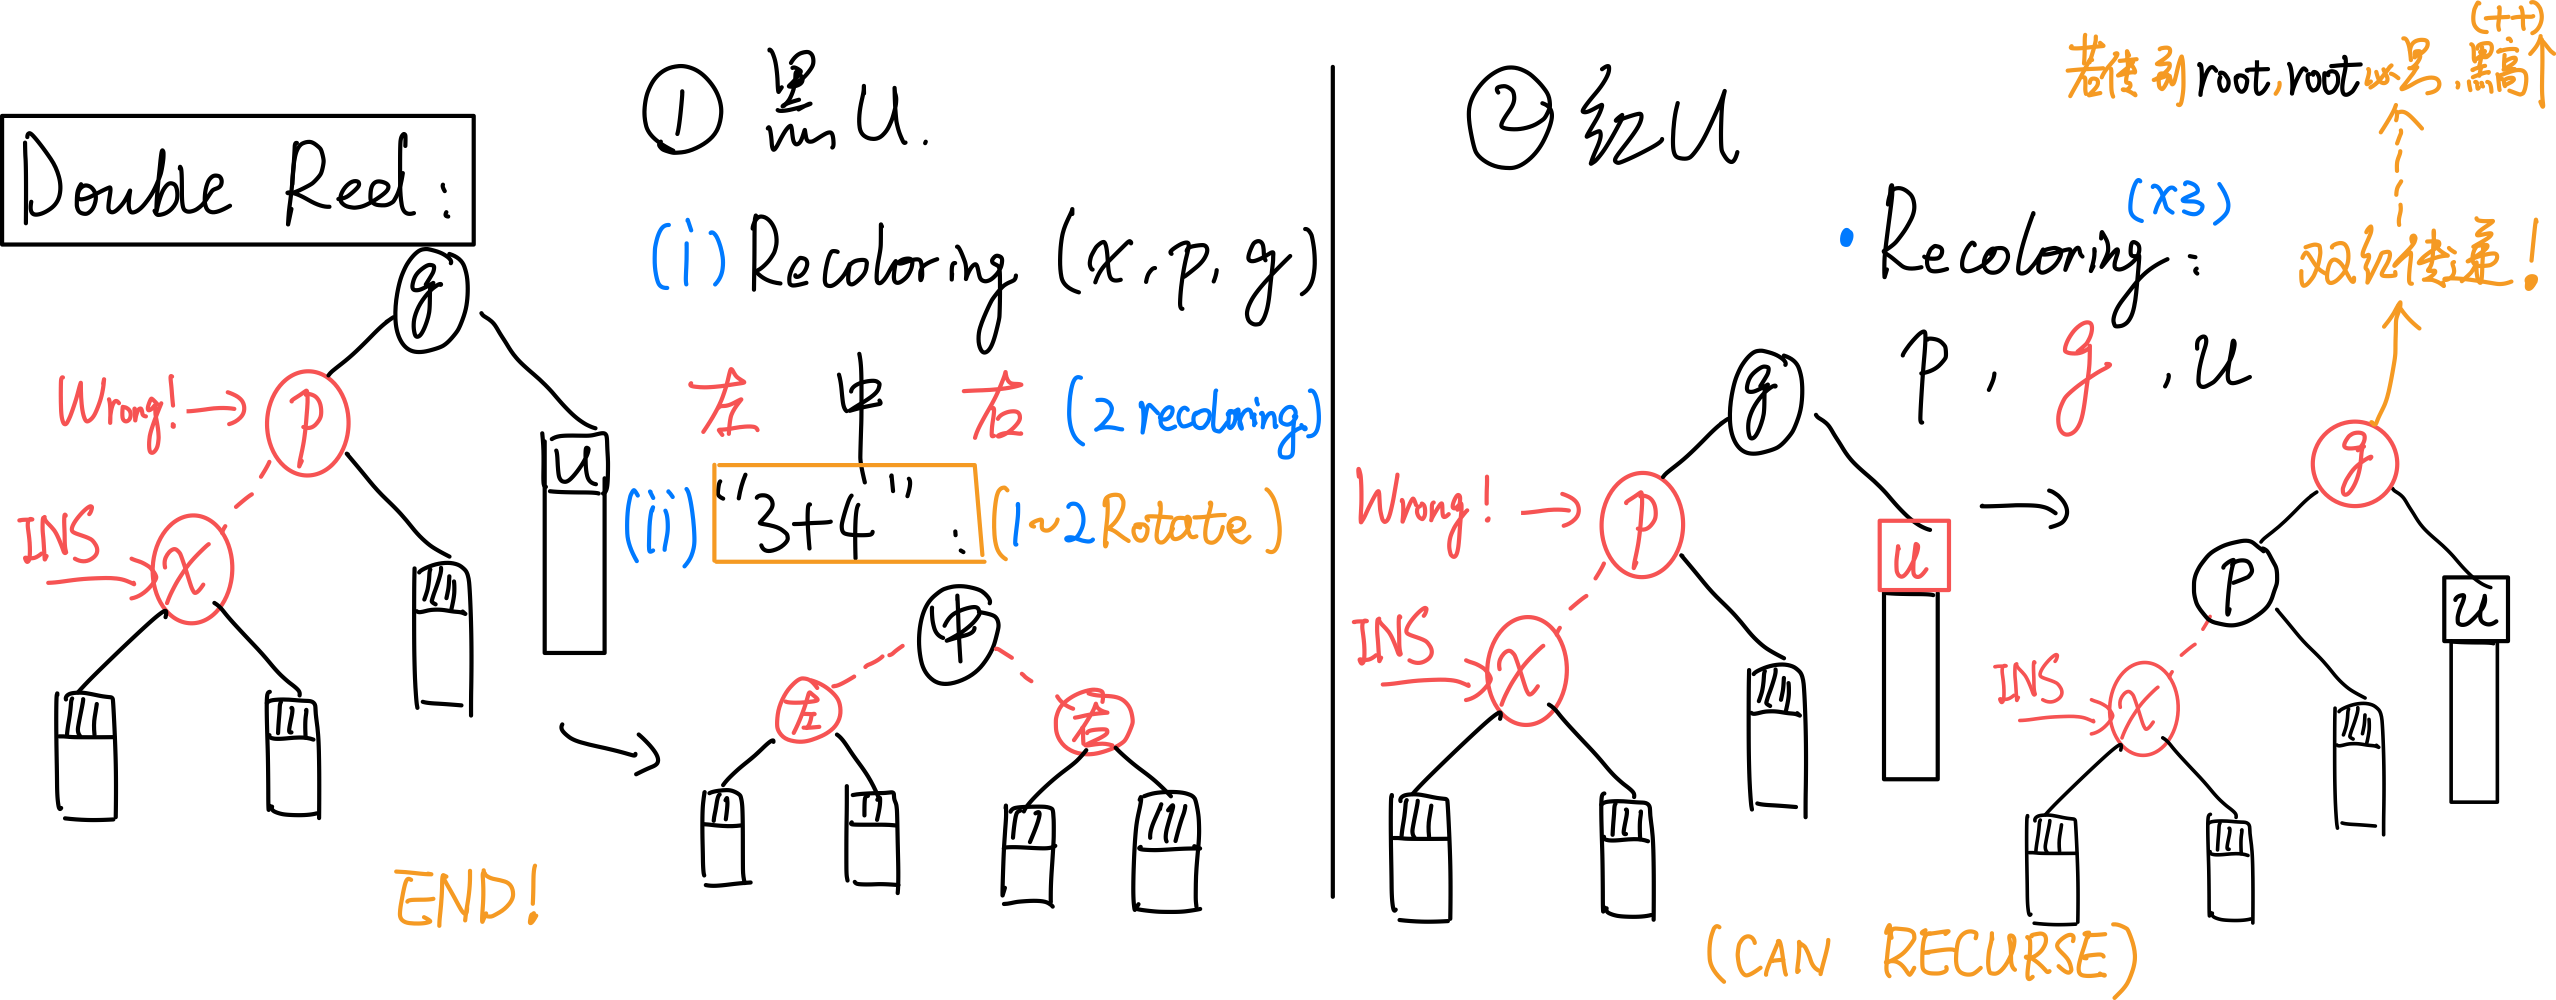 Double Red:
g
Wrong! → p
u
INS
x
END!
① 黑u.
(i) Recoloring (x, p, g)
左 中 右 (2 recoloring.)
(ii) "3+4": (1~2 Rotate)
中
左 右
② 红u
• Recoloring: (x3)
p, g, u
g
Wrong! → p
u
INS
x
(CAN RECURSE)
(++)
若传到root, root必黑, 黑高↑
双红传递!
g
p
u
INS
x